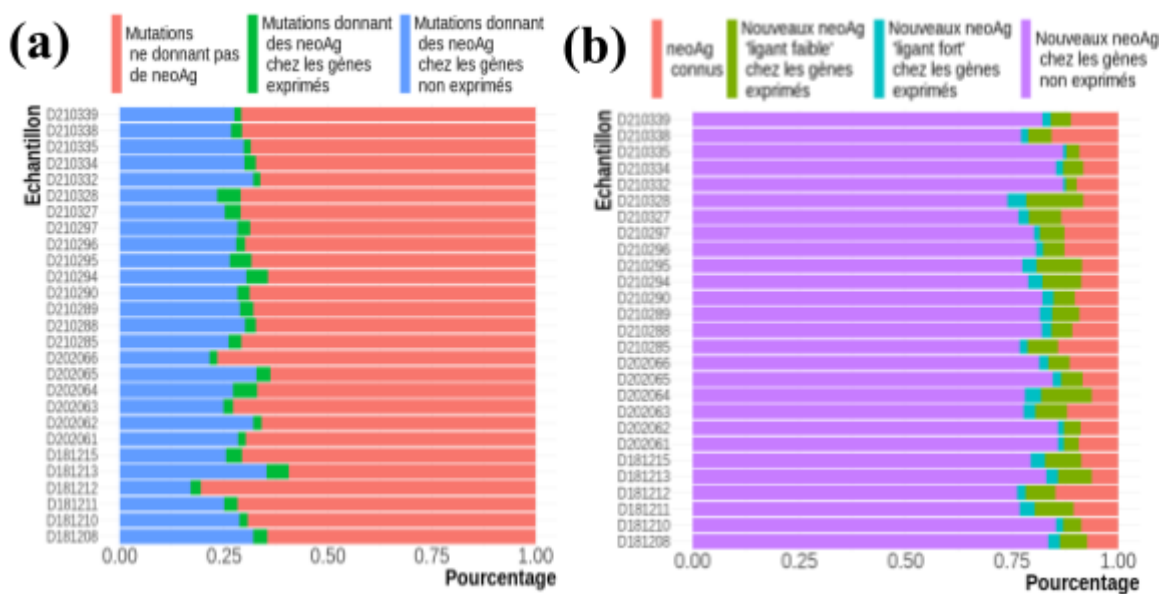 (a)
Mutations
ne donnant pas
de neoAg
Mutations donnant
des neoAg
chez les gènes
exprimés
Mutations donnant
des neoAg
chez les gènes
non exprimés
Echantillon
D210339
D210338
D210335
D210334
D210332
D210328
D210327
D210297
D210296
D210295
D210294
D210290
D210289
D210288
D210285
D202066
D202065
D202064
D202063
D202062
D202061
D181215
D181213
D181212
D181211
D181210
D181208
0.00 0.25 0.50 0.75 1.00
Pourcentage
(b)
neoAg
connus
Nouveaux neoAg
'ligant faible'
chez les gènes
exprimés
Nouveaux neoAg
'ligant fort'
chez les gènes
exprimés
Nouveaux neoAg
chez les gènes
non exprimés
Echantillon
D210339
D210338
D210335
D210334
D210332
D210328
D210327
D210297
D210296
D210295
D210294
D210290
D210289
D210288
D210285
D202066
D202065
D202064
D202063
D202062
D202061
D181215
D181213
D181212
D181211
D181210
D181208
0.00 0.25 0.50 0.75 1.00
Pourcentage